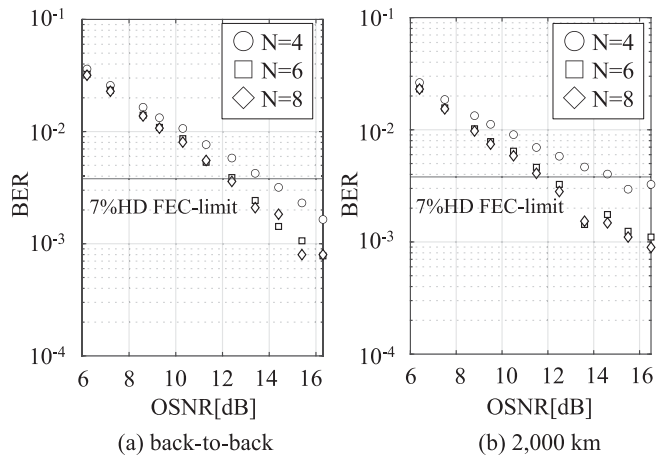 10^-1
10^-2
10^-3
10^-4
BER
N=4
N=6
N=8
7%HD FEC-limit
6 8 10 12 14 16
OSNR[dB]
(a) back-to-back
10^-1
10^-2
10^-3
10^-4
BER
N=4
N=6
N=8
7%HD FEC-limit
6 8 10 12 14 16
OSNR[dB]
(b) 2,000 km